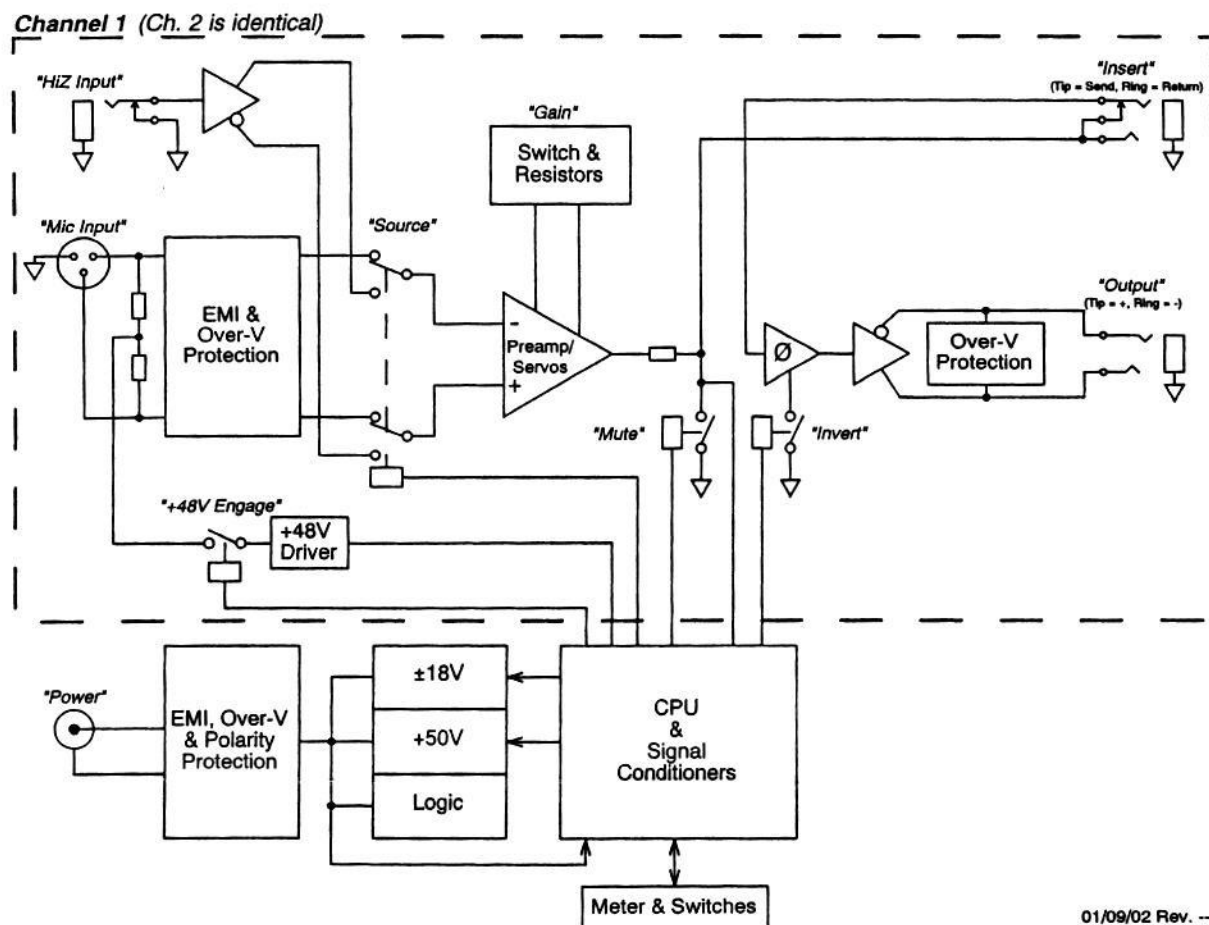 Channel 1 (Ch. 2 is identical)
"HiZ Input"
"Insert"
(Tip = Send, Ring = Return)
"Gain"
Switch &
Resistors
"Mic Input"
"Source"
EMI &
Over-V
Protection
-
Preamp/
Servos
+
"Output"
(Tip = +, Ring = -)
Ø
Over-V
Protection
"Mute"
"Invert"
"+48V Engage"
+48V
Driver
"Power"
EMI, Over-V
& Polarity
Protection
±18V
+50V
Logic
CPU
&
Signal
Conditioners
Meter & Switches
01/09/02 Rev. --